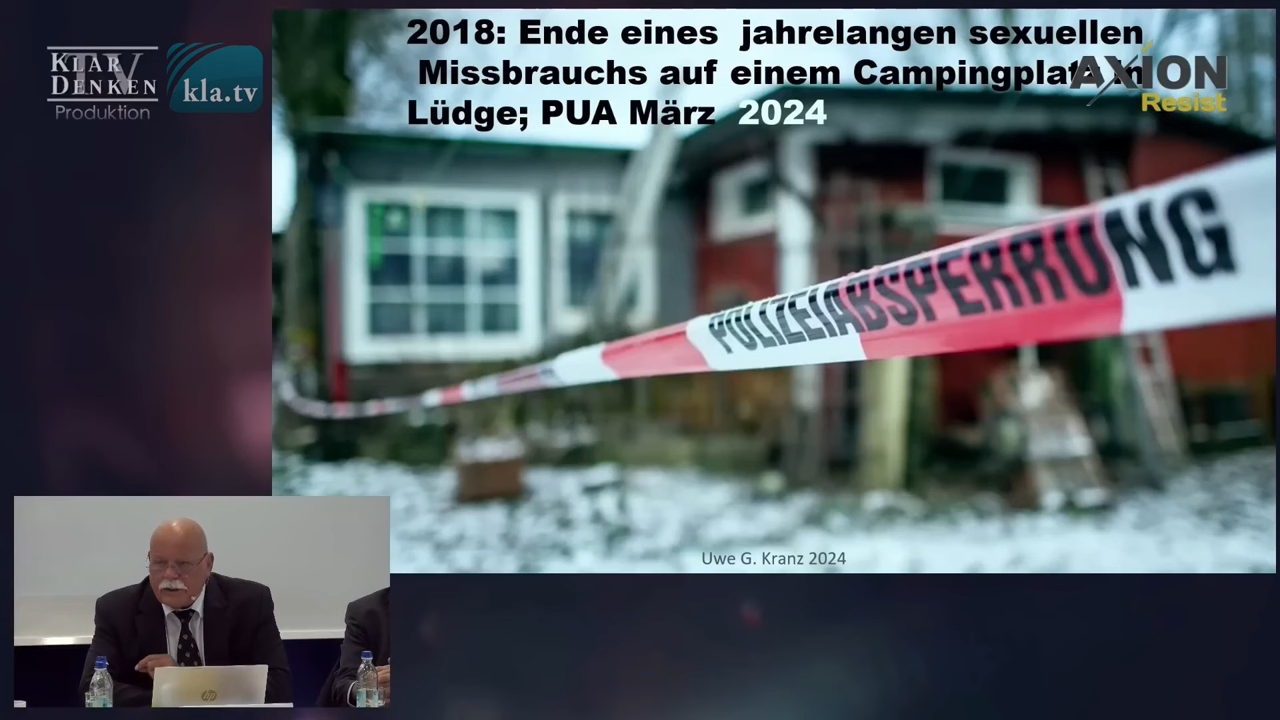 2018: Ende eines jahrelangen sexuellen
Missbrauchs auf einem Campingplatz in
Lüdge; PUA März 2024
KLAR TV
DENKEN
Produktion
kla.tv
AXION
Resist
POLIZEIABSPERRUNG
Uwe G. Kranz 2024
hp